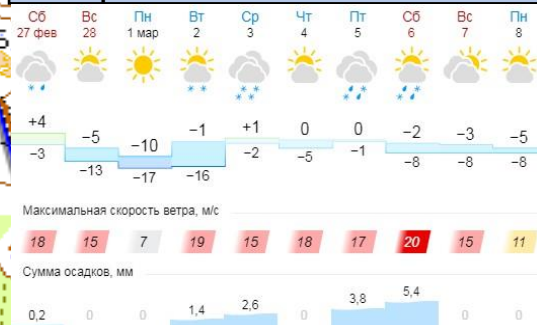 Сб Вс Пн Вт Ср Чт Пт Сб Вс Пн
27 фев 28 1 мар 2 3 4 5 6 7 8
+4 −5 −10 −1 +1 0 0 −2 −3 −5
−3 −13 −17 −16 −2 −5 −1 −8 −8 −8
Максимальная скорость ветра, м/с
18 15 7 19 15 18 17 20 15 11
Сумма осадков, мм
0,2 0 0 1,4 2,6 0 3,8 5,4 0 0